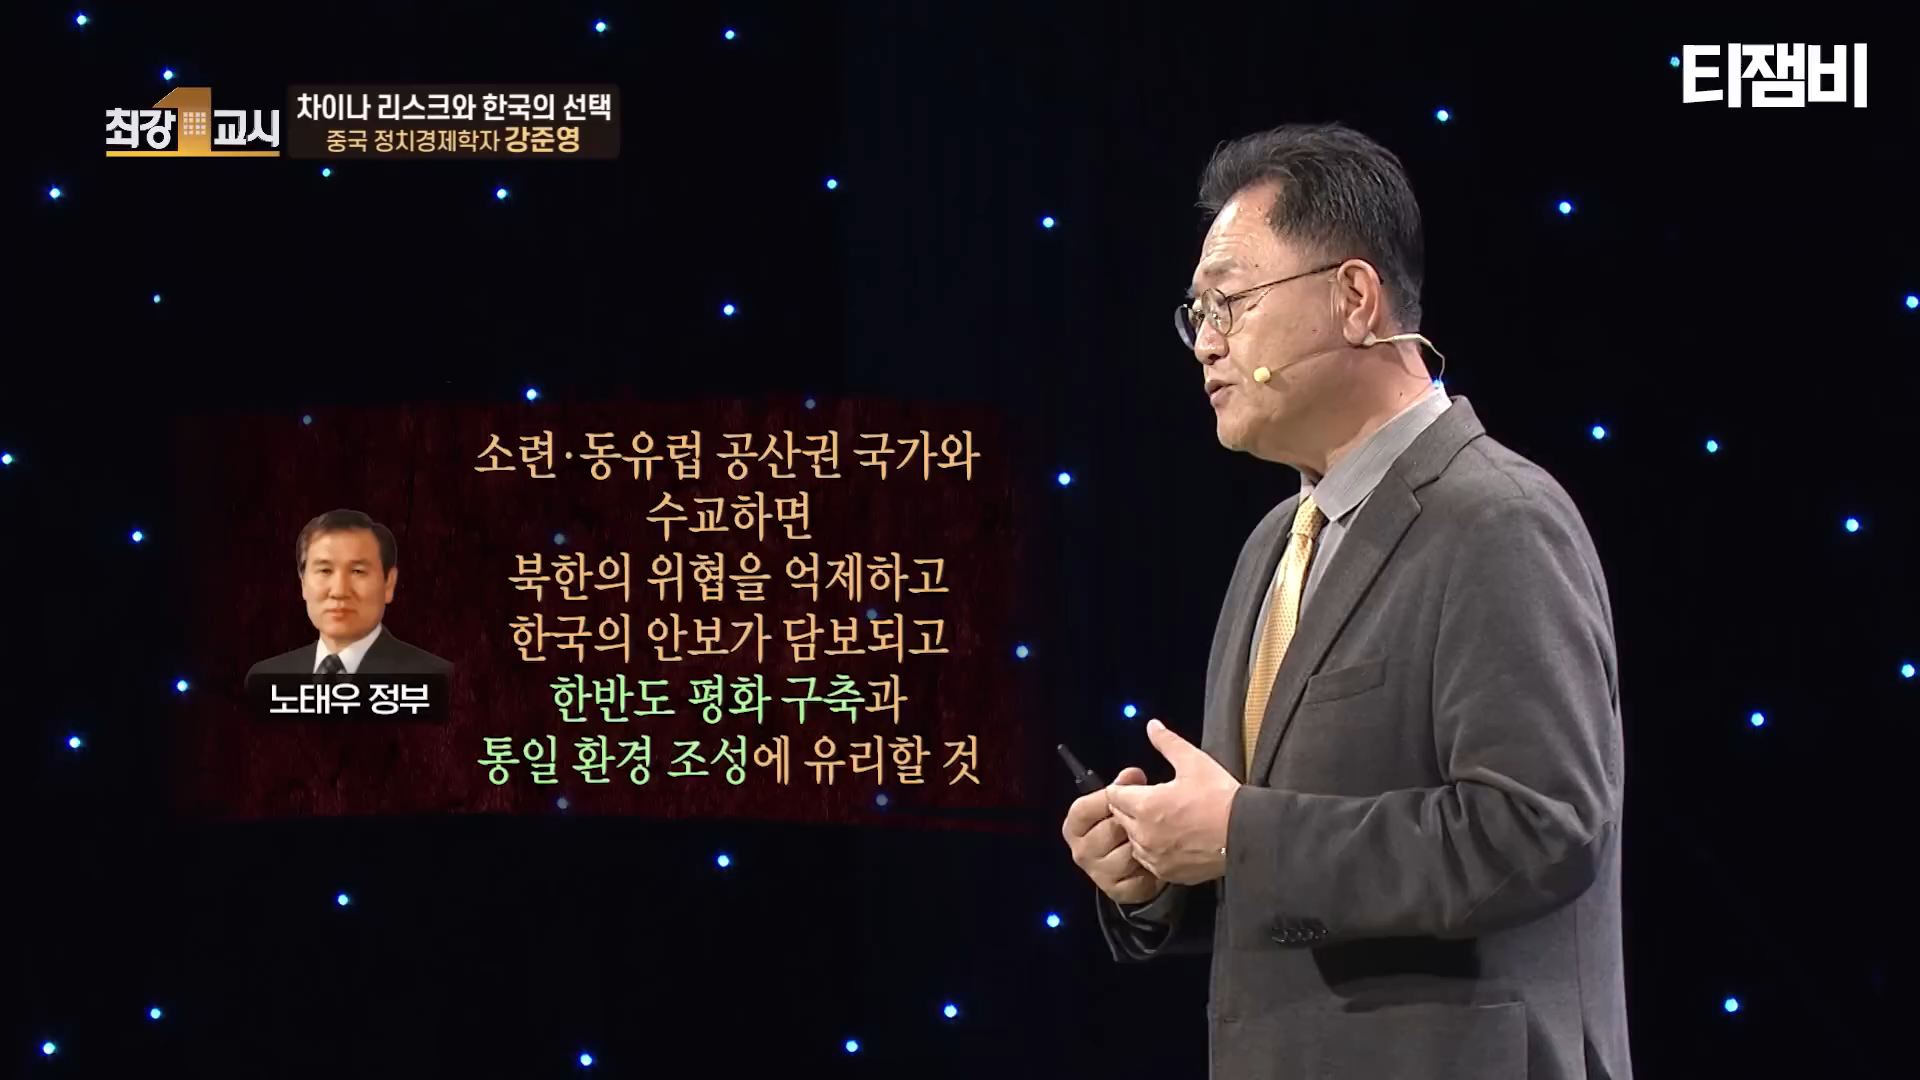 티잼비
최강1교시
차이나 리스크와 한국의 선택
중국 정치경제학자 강준영
소련·동유럽 공산권 국가와
수교하면
북한의 위협을 억제하고
한국의 안보가 담보되고
한반도 평화 구축과
통일 환경 조성에 유리할 것
노태우 정부